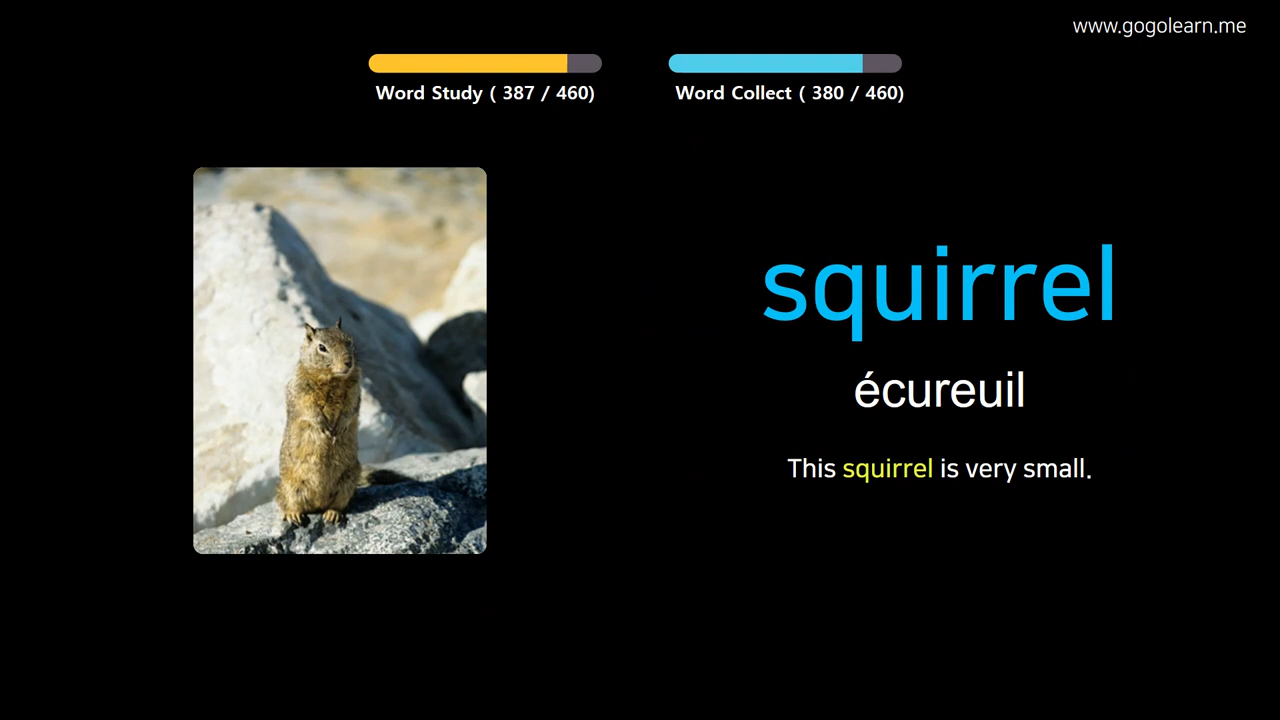 www.gogolearn.me
Word Study ( 387 / 460)
Word Collect ( 380 / 460)
squirrel
écureuil
This squirrel is very small.